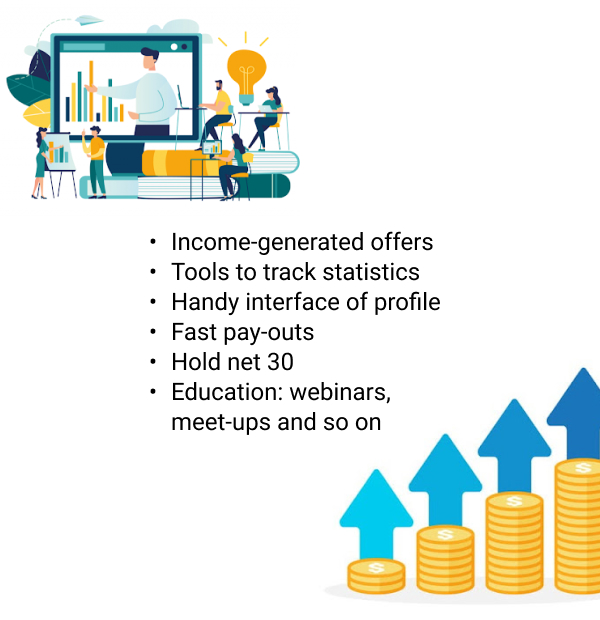 • Income-generated offers
• Tools to track statistics
• Handy interface of profile
• Fast pay-outs
• Hold net 30
• Education: webinars,
meet-ups and so on
$
$
$
$